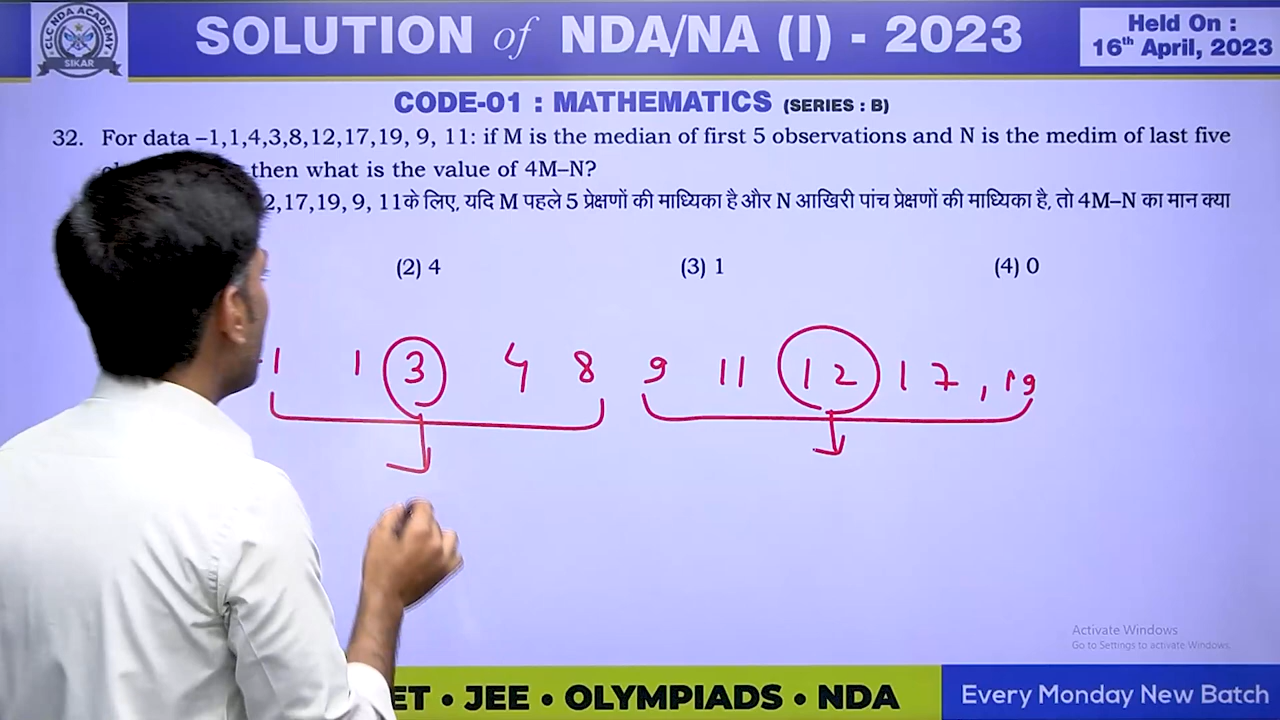 CLC NDA ACADEMY
SIKAR
SOLUTION of NDA/NA (I) - 2023
Held On :
16th April, 2023
CODE-01 : MATHEMATICS (SERIES : B)
32. For data –1,1,4,3,8,12,17,19, 9, 11: if M is the median of first 5 observations and N is the medim of last five
then what is the value of 4M–N?
2,17,19, 9, 11के लिए, यदि M पहले 5 प्रेक्षणों की माध्यिका है और N आखिरी पांच प्रेक्षणों की माध्यिका है, तो 4M–N का मान क्या
(2) 4 (3) 1 (4) 0
-1 1 3 4 8 9 11 12 17 , 19
Activate Windows
Go to Settings to activate Windows.
ET • JEE • OLYMPIADS • NDA
Every Monday New Batch